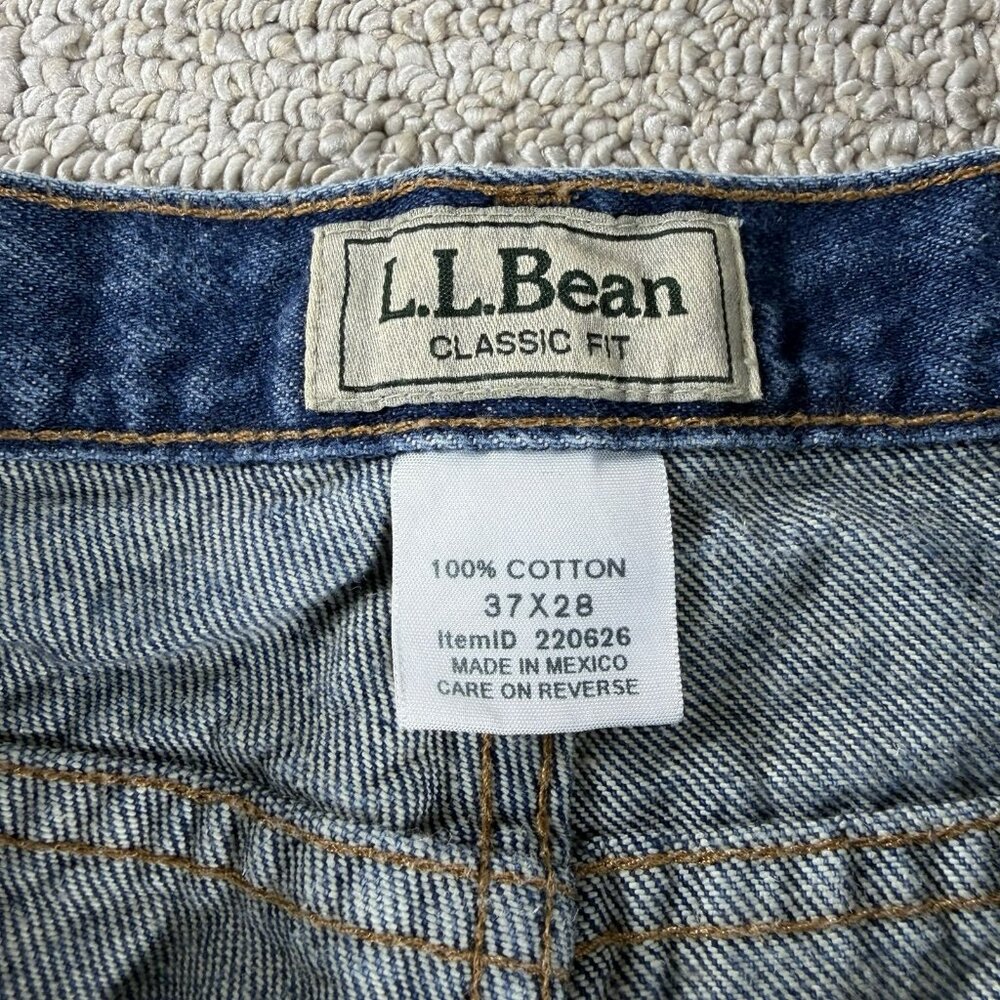 L.L.Bean
CLASSIC FIT
100% COTTON
37X28
ItemID 220626
MADE IN MEXICO
CARE ON REVERSE